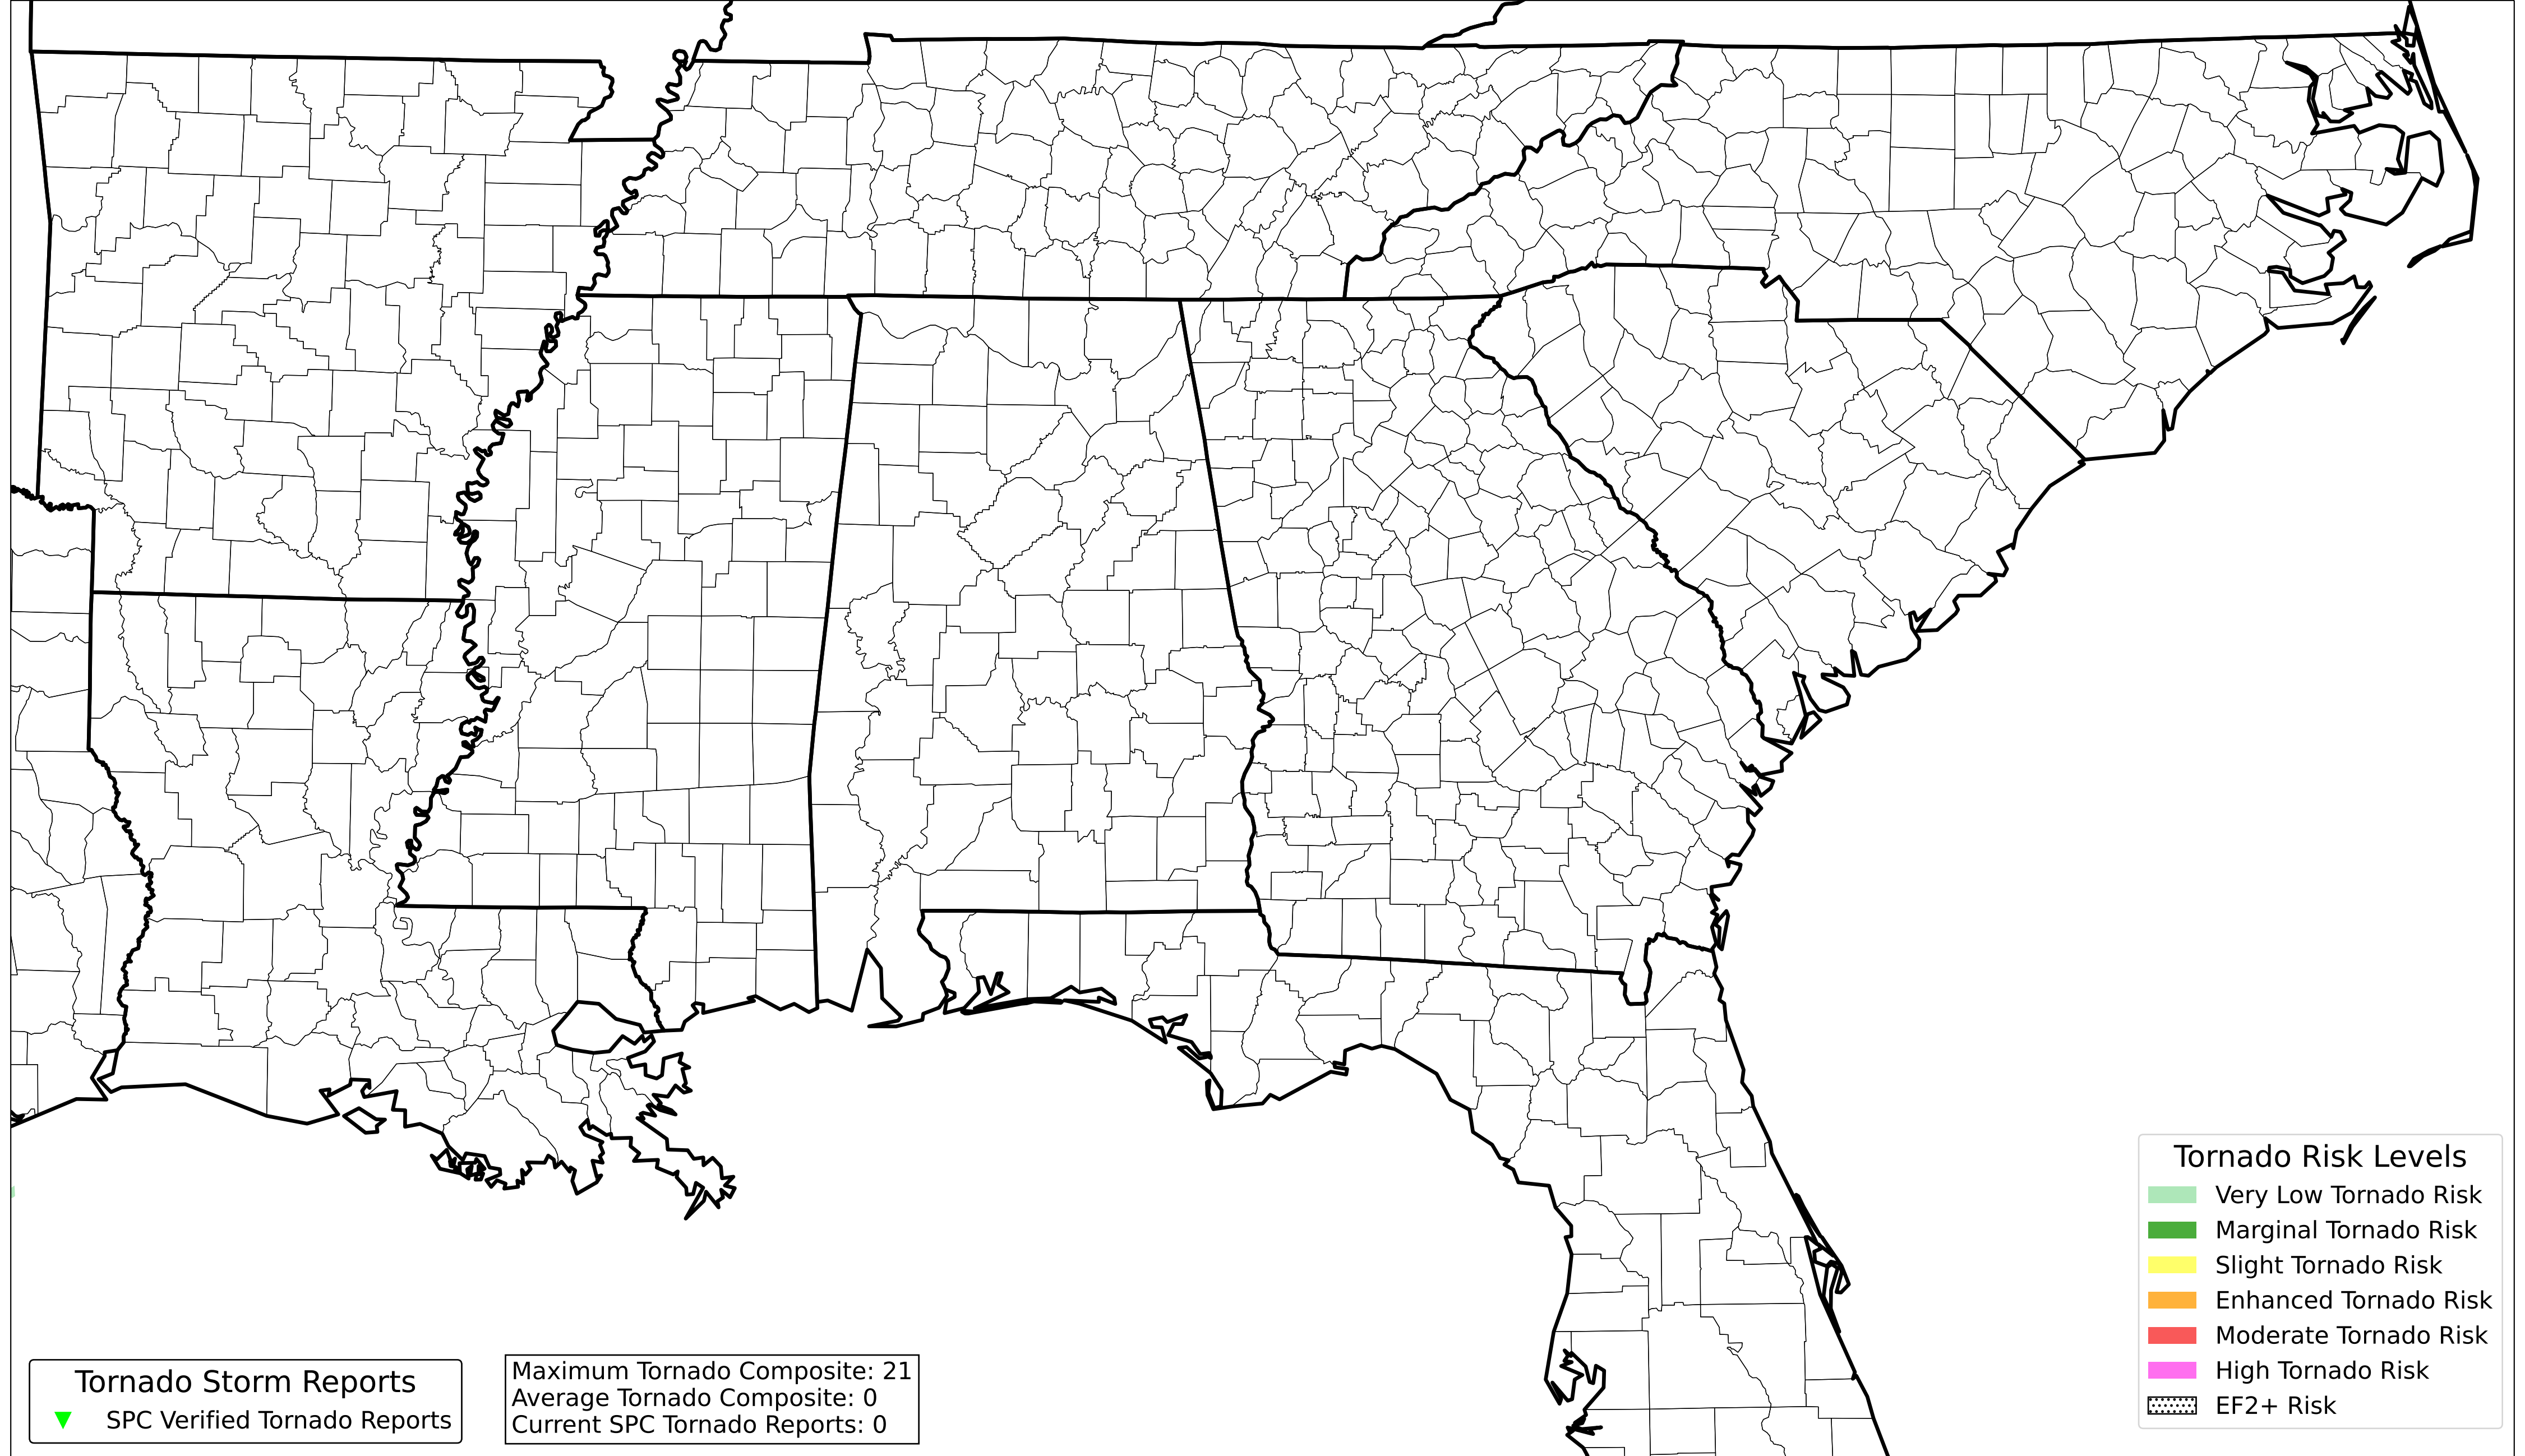 Tornado Risk Levels
Very Low Tornado Risk
Marginal Tornado Risk
Slight Tornado Risk
Enhanced Tornado Risk
Moderate Tornado Risk
High Tornado Risk
EF2+ Risk
Tornado Storm Reports
SPC Verified Tornado Reports
Maximum Tornado Composite: 21
Average Tornado Composite: 0
Current SPC Tornado Reports: 0